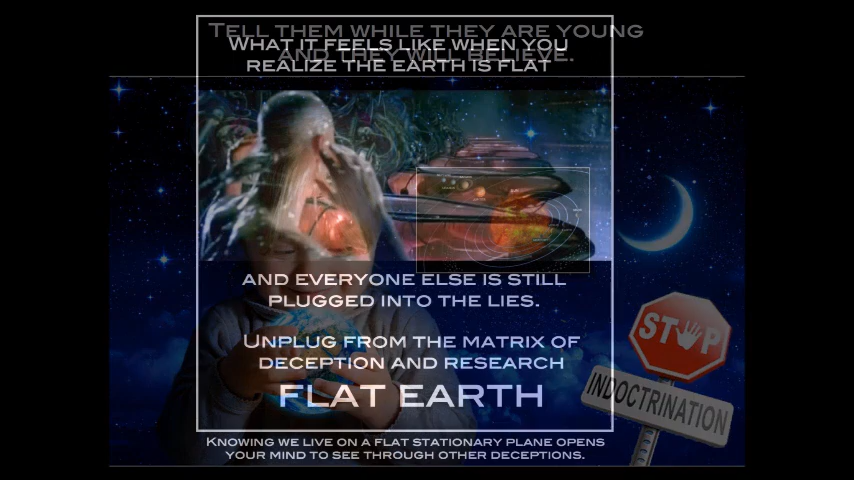 TELL THEM WHILE THEY ARE YOUNG
AND THEY WILL BELIEVE.
WHAT IT FEELS LIKE WHEN YOU
REALIZE THE EARTH IS FLAT
AND EVERYONE ELSE IS STILL
PLUGGED INTO THE LIES.
UNPLUG FROM THE MATRIX OF
DECEPTION AND RESEARCH
FLAT EARTH
KNOWING WE LIVE ON A FLAT STATIONARY PLANE OPENS
YOUR MIND TO SEE THROUGH OTHER DECEPTIONS.
STOP
INDOCTRINATION